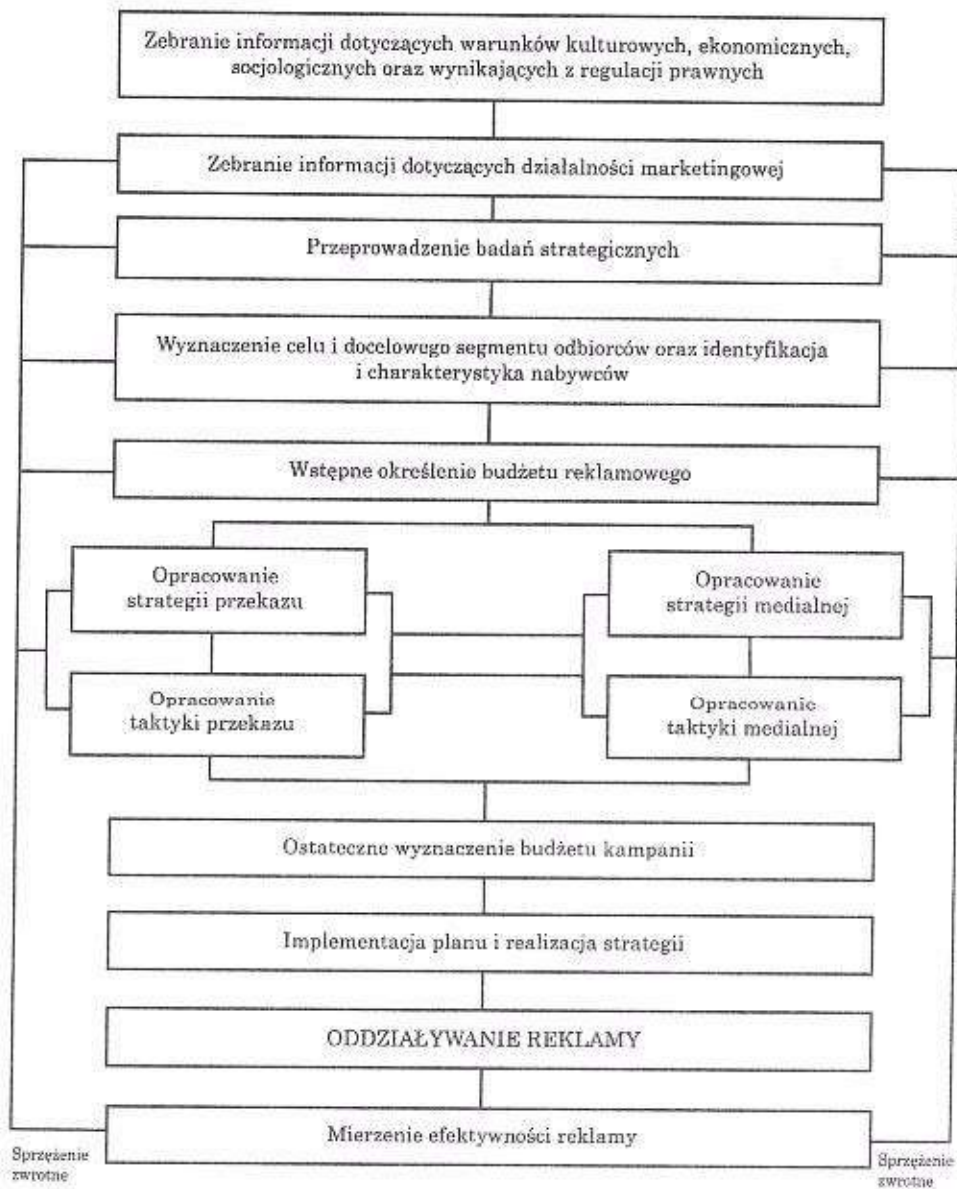 Zebranie informacji dotyczących warunków kulturowych, ekonomicznych,
socjologicznych oraz wynikających z regulacji prawnych
Zebranie informacji dotyczących działalności marketingowej
Przeprowadzenie badań strategicznych
Wyznaczenie celu i docelowego segmentu odbiorców oraz identyfikacja
i charakterystyka nabywców
Wstępne określenie budżetu reklamowego
Opracowanie
strategii przekazu
Opracowanie
strategii medialnej
Opracowanie
taktyki przekazu
Opracowanie
taktyki medialnej
Ostateczne wyznaczenie budżetu kampanii
Implementacja planu i realizacja strategii
ODDZIAŁYWANIE REKLAMY
Mierzenie efektywności reklamy
Sprzężenie
zwrotne
Sprzężenie
zwrotne